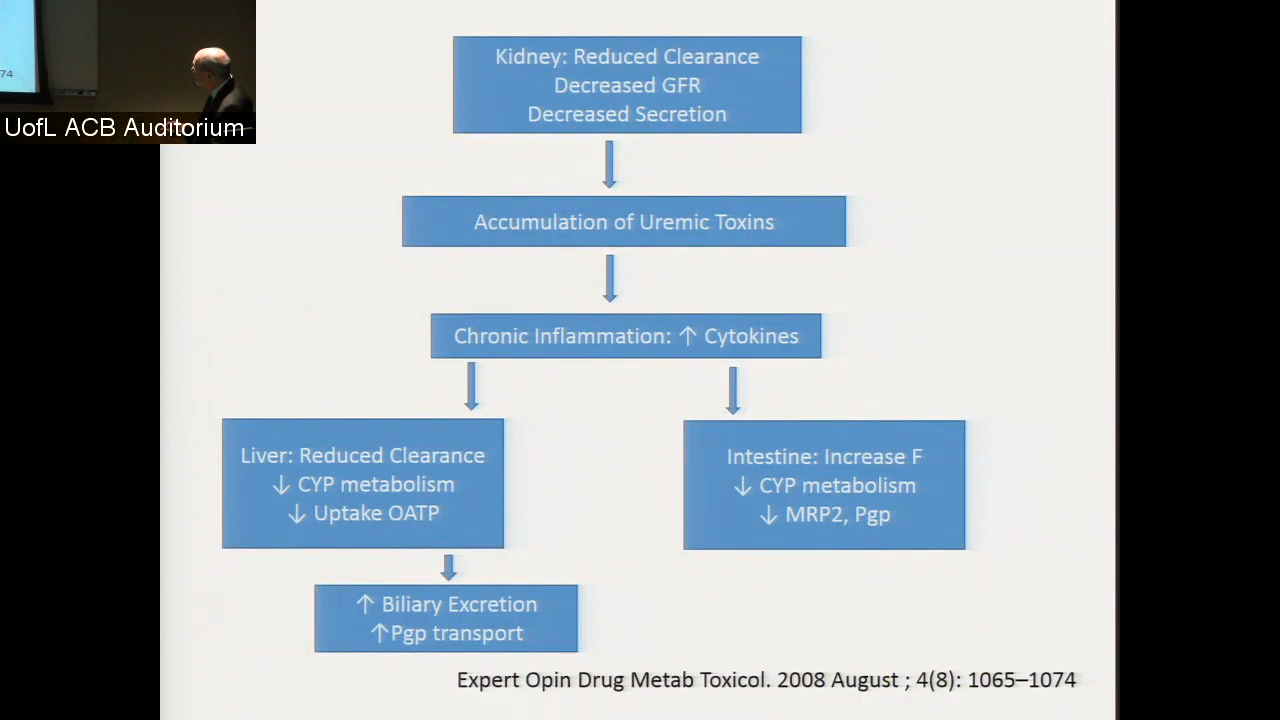 74
UofL ACB Auditorium
Kidney: Reduced Clearance
Decreased GFR
Decreased Secretion
Accumulation of Uremic Toxins
Chronic Inflammation: ↑ Cytokines
Liver: Reduced Clearance
↓ CYP metabolism
↓ Uptake OATP
Intestine: Increase F
↓ CYP metabolism
↓ MRP2, Pgp
↑ Biliary Excretion
↑Pgp transport
Expert Opin Drug Metab Toxicol. 2008 August ; 4(8): 1065–1074